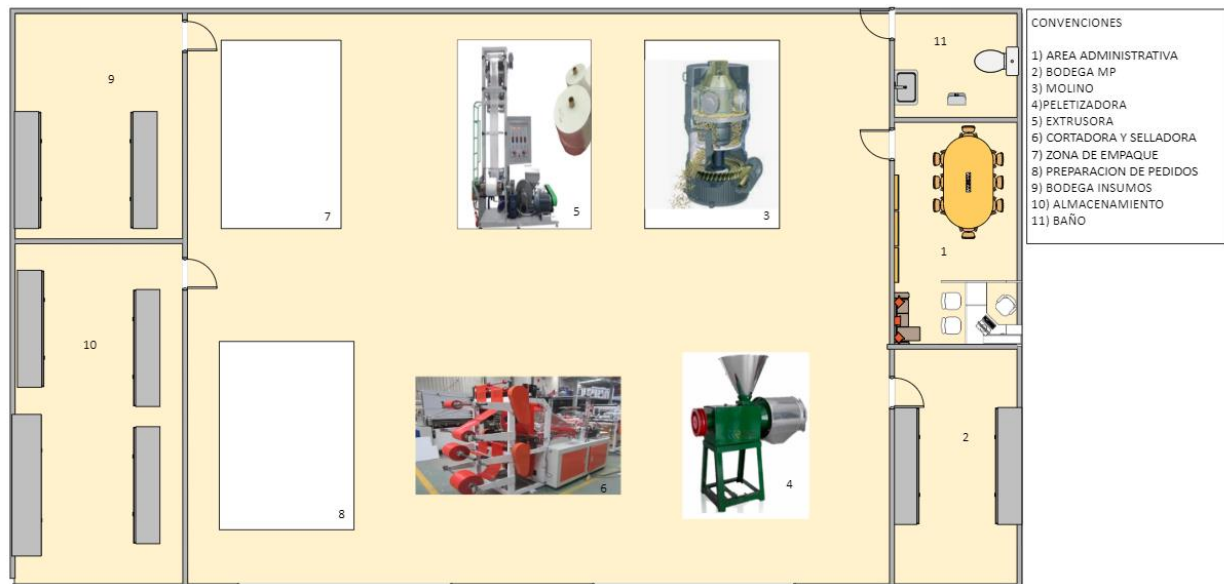 CONVENCIONES
1) AREA ADMINISTRATIVA
2) BODEGA MP
3) MOLINO
4)PELETIZADORA
5) EXTRUSORA
6) CORTADORA Y SELLADORA
7) ZONA DE EMPAQUE
8) PREPARACION DE PEDIDOS
9) BODEGA INSUMOS
10) ALMACENAMIENTO
11) BAÑO
11
9
7
5
3
1
10
2
4
6
8